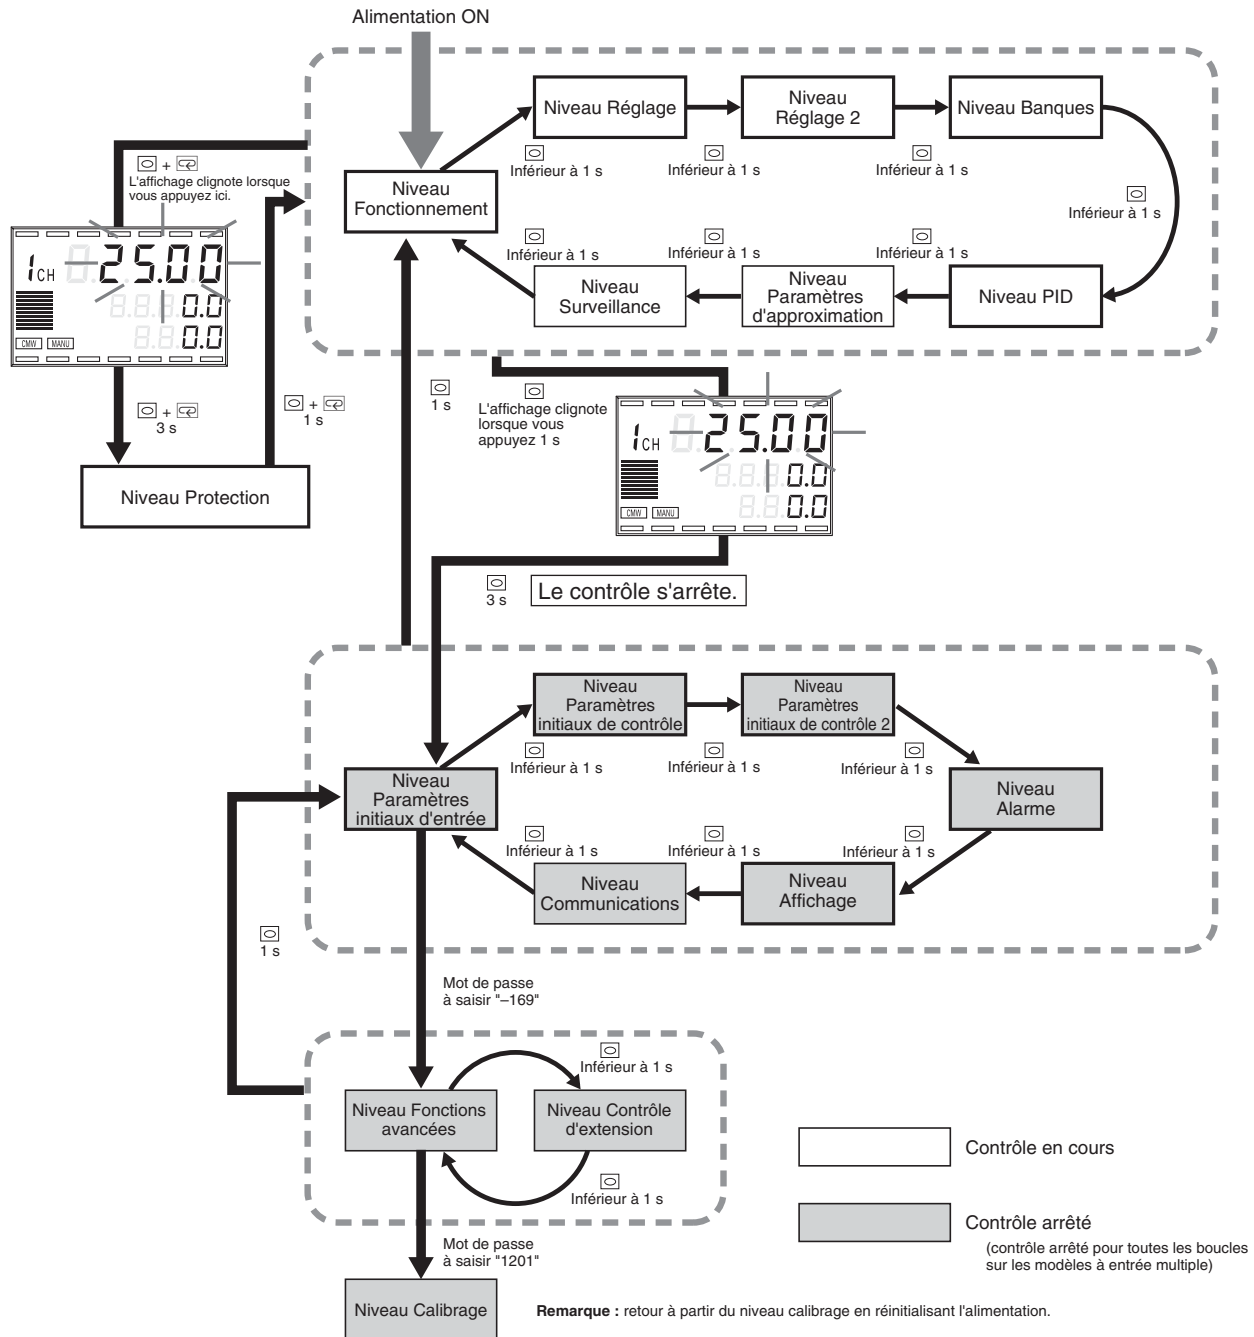 Alimentation ON
Niveau Réglage
Niveau
Réglage 2
Niveau Banques
Inférieur à 1 s
Inférieur à 1 s
Inférieur à 1 s
+
L'affichage clignote lorsque
vous appuyez ici.
Niveau
Fonctionnement
Inférieur à 1 s
Inférieur à 1 s
Inférieur à 1 s
Inférieur à 1 s
1CH 25.00
0.0
0.0
CMW MANU
Niveau
Surveillance
Niveau
Paramètres
d'approximation
Niveau PID
+
3 s
+
1 s
1 s
L'affichage clignote
lorsque vous
appuyez 1 s
1CH 25.00
0.0
0.0
CMW MANU
Niveau Protection
3 s
Le contrôle s'arrête.
Niveau
Paramètres
initiaux de contrôle
Niveau
Paramètres
initiaux de contrôle 2
Inférieur à 1 s
Inférieur à 1 s
Inférieur à 1 s
Niveau
Paramètres
initiaux d'entrée
Niveau
Alarme
Inférieur à 1 s
Inférieur à 1 s
Inférieur à 1 s
Niveau
Communications
Niveau
Affichage
1 s
Mot de passe
à saisir "–169"
Inférieur à 1 s
Niveau Fonctions
avancées
Niveau Contrôle
d'extension
Inférieur à 1 s
Contrôle en cours
Contrôle arrêté
(contrôle arrêté pour toutes les boucles
sur les modèles à entrée multiple)
Mot de passe
à saisir "1201"
Niveau Calibrage
Remarque : retour à partir du niveau calibrage en réinitialisant l'alimentation.